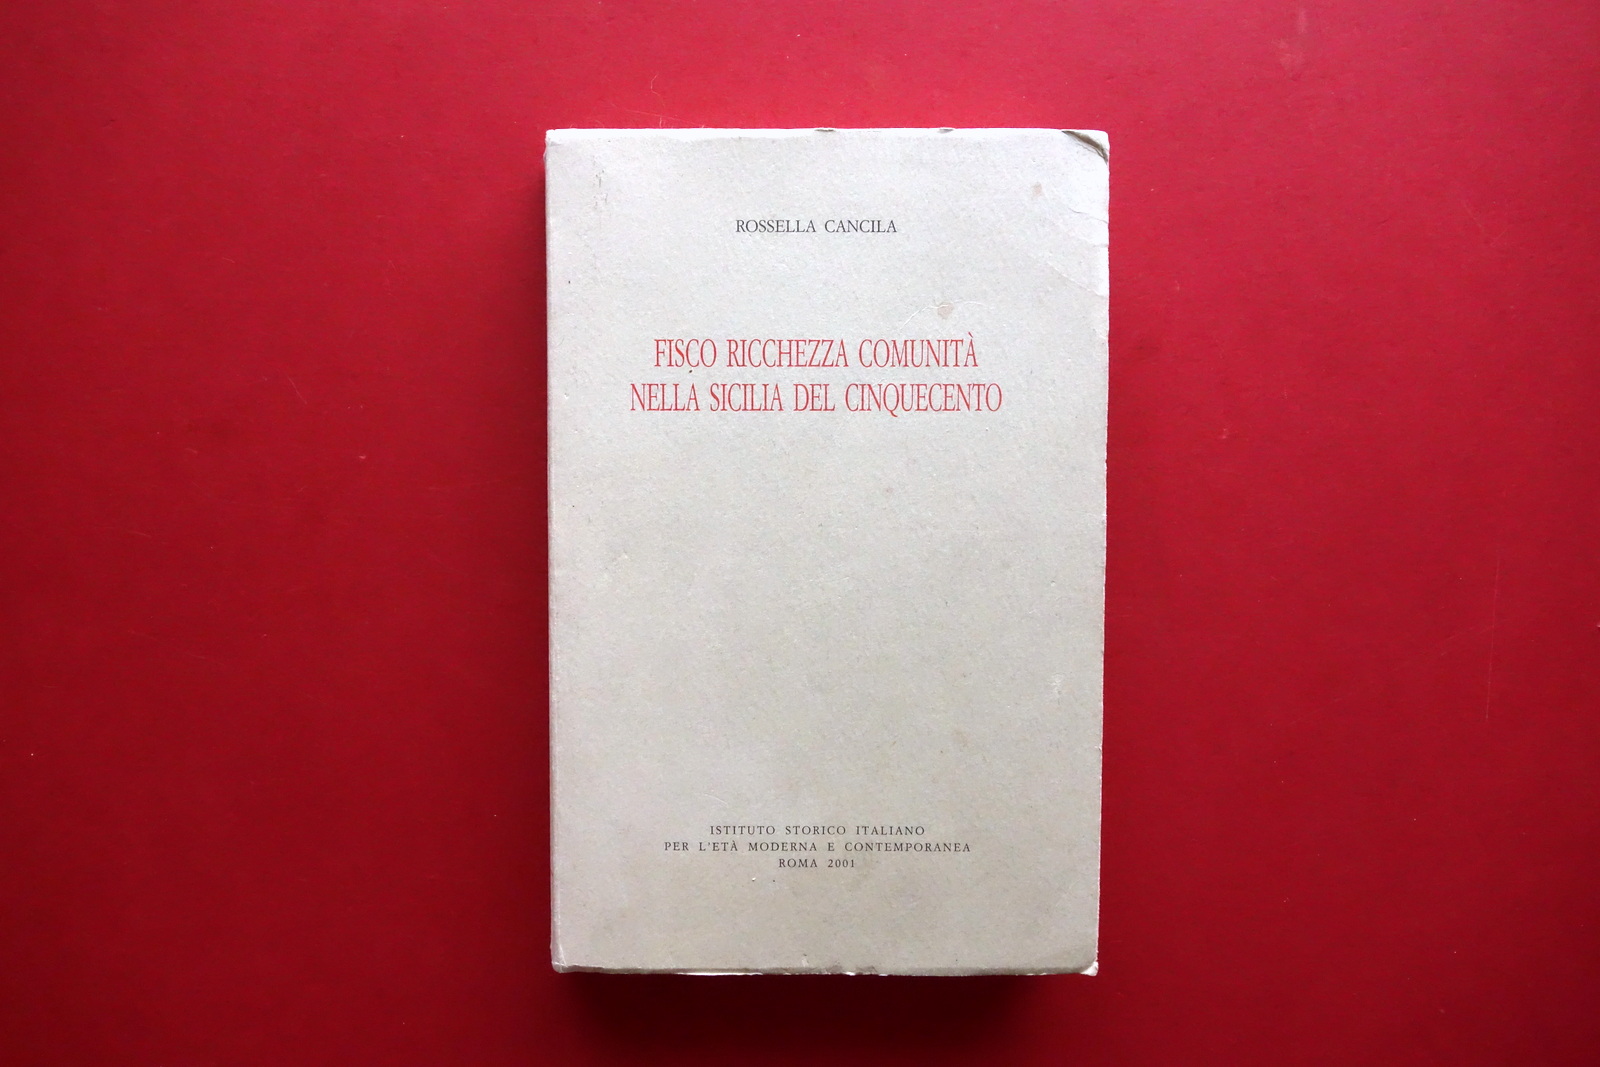 ROSSELLA CANCILA
FISCO RICCHEZZA COMUNITÀ
NELLA SICILIA DEL CINQUECENTO
ISTITUTO STORICO ITALIANO
PER L'ETÀ MODERNA E CONTEMPORANEA
ROMA 2001